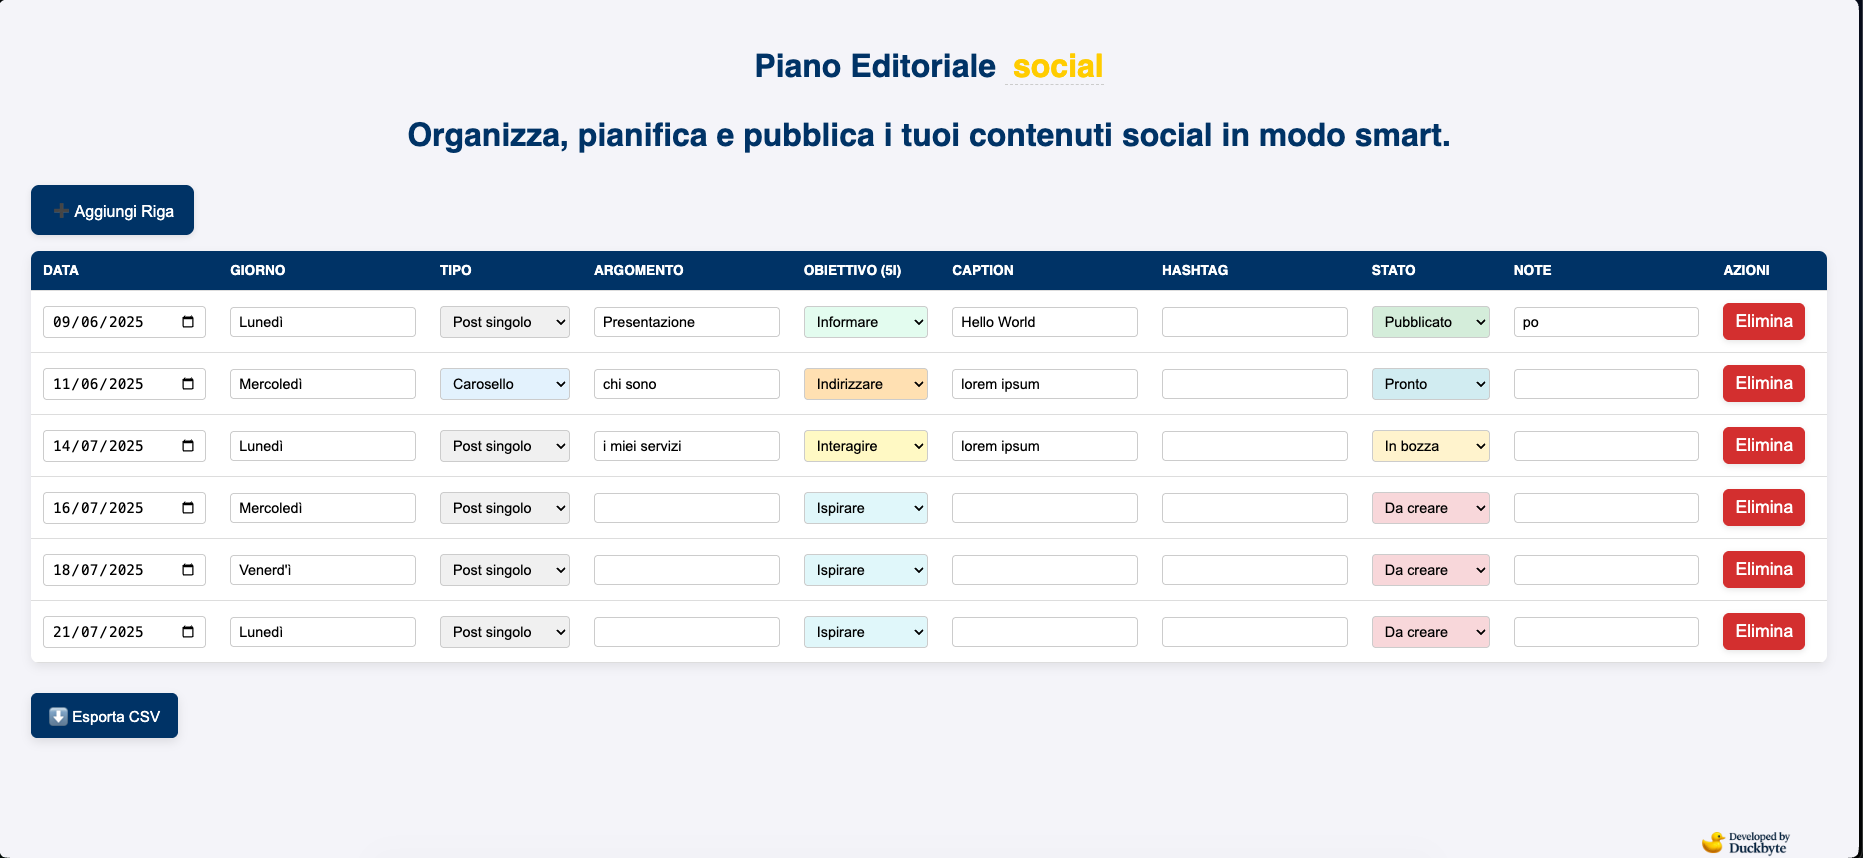 Piano Editoriale social
Organizza, pianifica e pubblica i tuoi contenuti social in modo smart.
➕ Aggiungi Riga
DATA GIORNO TIPO ARGOMENTO OBIETTIVO (5I) CAPTION HASHTAG STATO NOTE AZIONI
09/06/2025 Lunedì Post singolo Presentazione Informare Hello World Pubblicato po Elimina
11/06/2025 Mercoledì Carosello chi sono Indirizzare lorem ipsum Pronto Elimina
14/07/2025 Lunedì Post singolo i miei servizi Interagire lorem ipsum In bozza Elimina
16/07/2025 Mercoledì Post singolo Ispirare Da creare Elimina
18/07/2025 Venerd'ì Post singolo Ispirare Da creare Elimina
21/07/2025 Lunedì Post singolo Ispirare Da creare Elimina
⬇️ Esporta CSV
Developed by
Duckbyte